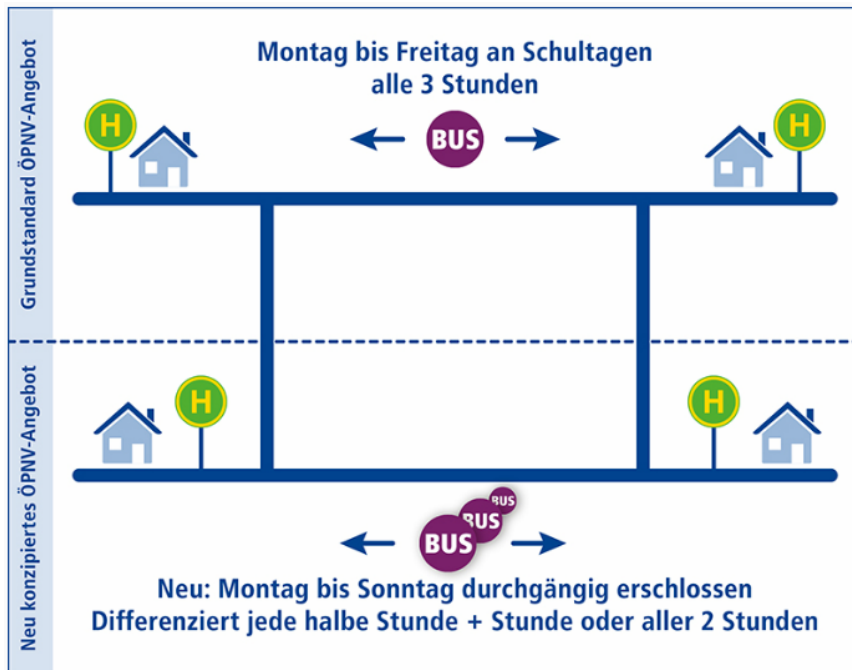 Grundstandard ÖPNV-Angebot
Montag bis Freitag an Schultagen
alle 3 Stunden
H
BUS
H
Neu konzipiertes ÖPNV-Angebot
H
H
BUS
BUS
BUS
Neu: Montag bis Sonntag durchgängig erschlossen
Differenziert jede halbe Stunde + Stunde oder aller 2 Stunden